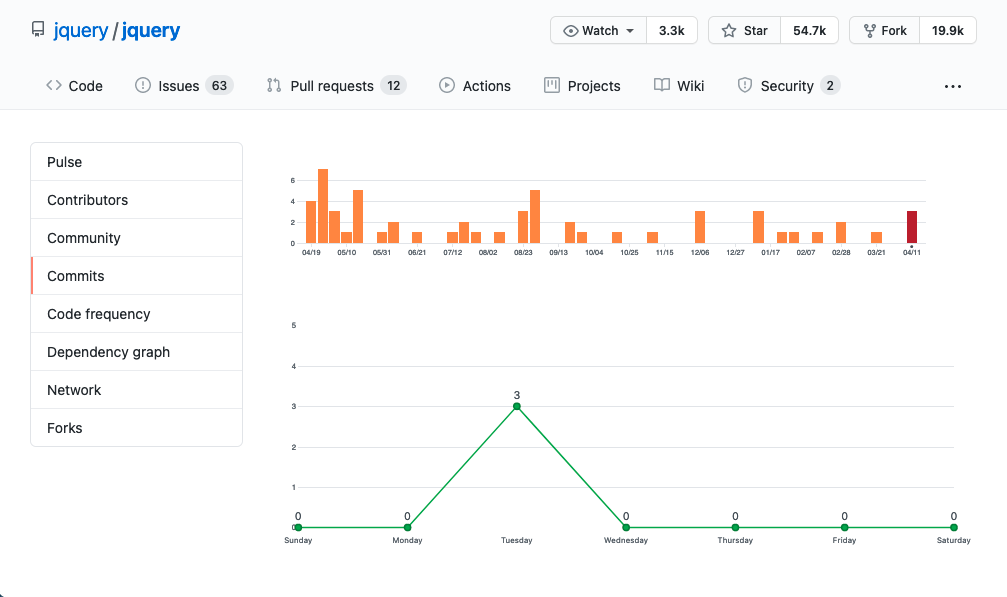 jquery / jquery
Watch 3.3k Star 54.7k Fork 19.9k
Code Issues 63 Pull requests 12 Actions Projects Wiki Security 2 ...
Pulse
Contributors
Community
Commits
Code frequency
Dependency graph
Network
Forks
6
4
2
0
04/19 05/10 05/31 06/21 07/12 08/02 08/23 09/13 10/04 10/25 11/15 12/06 12/27 01/17 02/07 02/28 03/21 04/11
5
4
3
3
2
1
0 0 0 0 0 0
0
Sunday Monday Tuesday Wednesday Thursday Friday Saturday